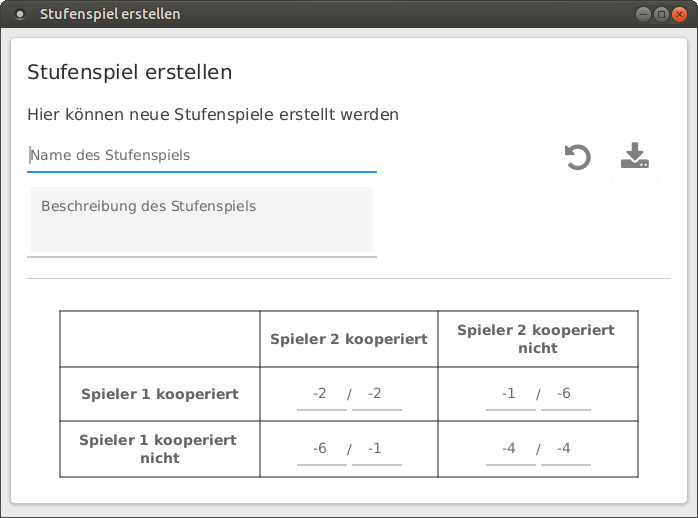 Stufenspiel erstellen
Stufenspiel erstellen
Hier können neue Stufenspiele erstellt werden
Name des Stufenspiels
Beschreibung des Stufenspiels
Spieler 2 kooperiert
Spieler 2 kooperiert
nicht
Spieler 1 kooperiert
-2 / -2
-1 / -6
Spieler 1 kooperiert
nicht
-6 / -1
-4 / -4